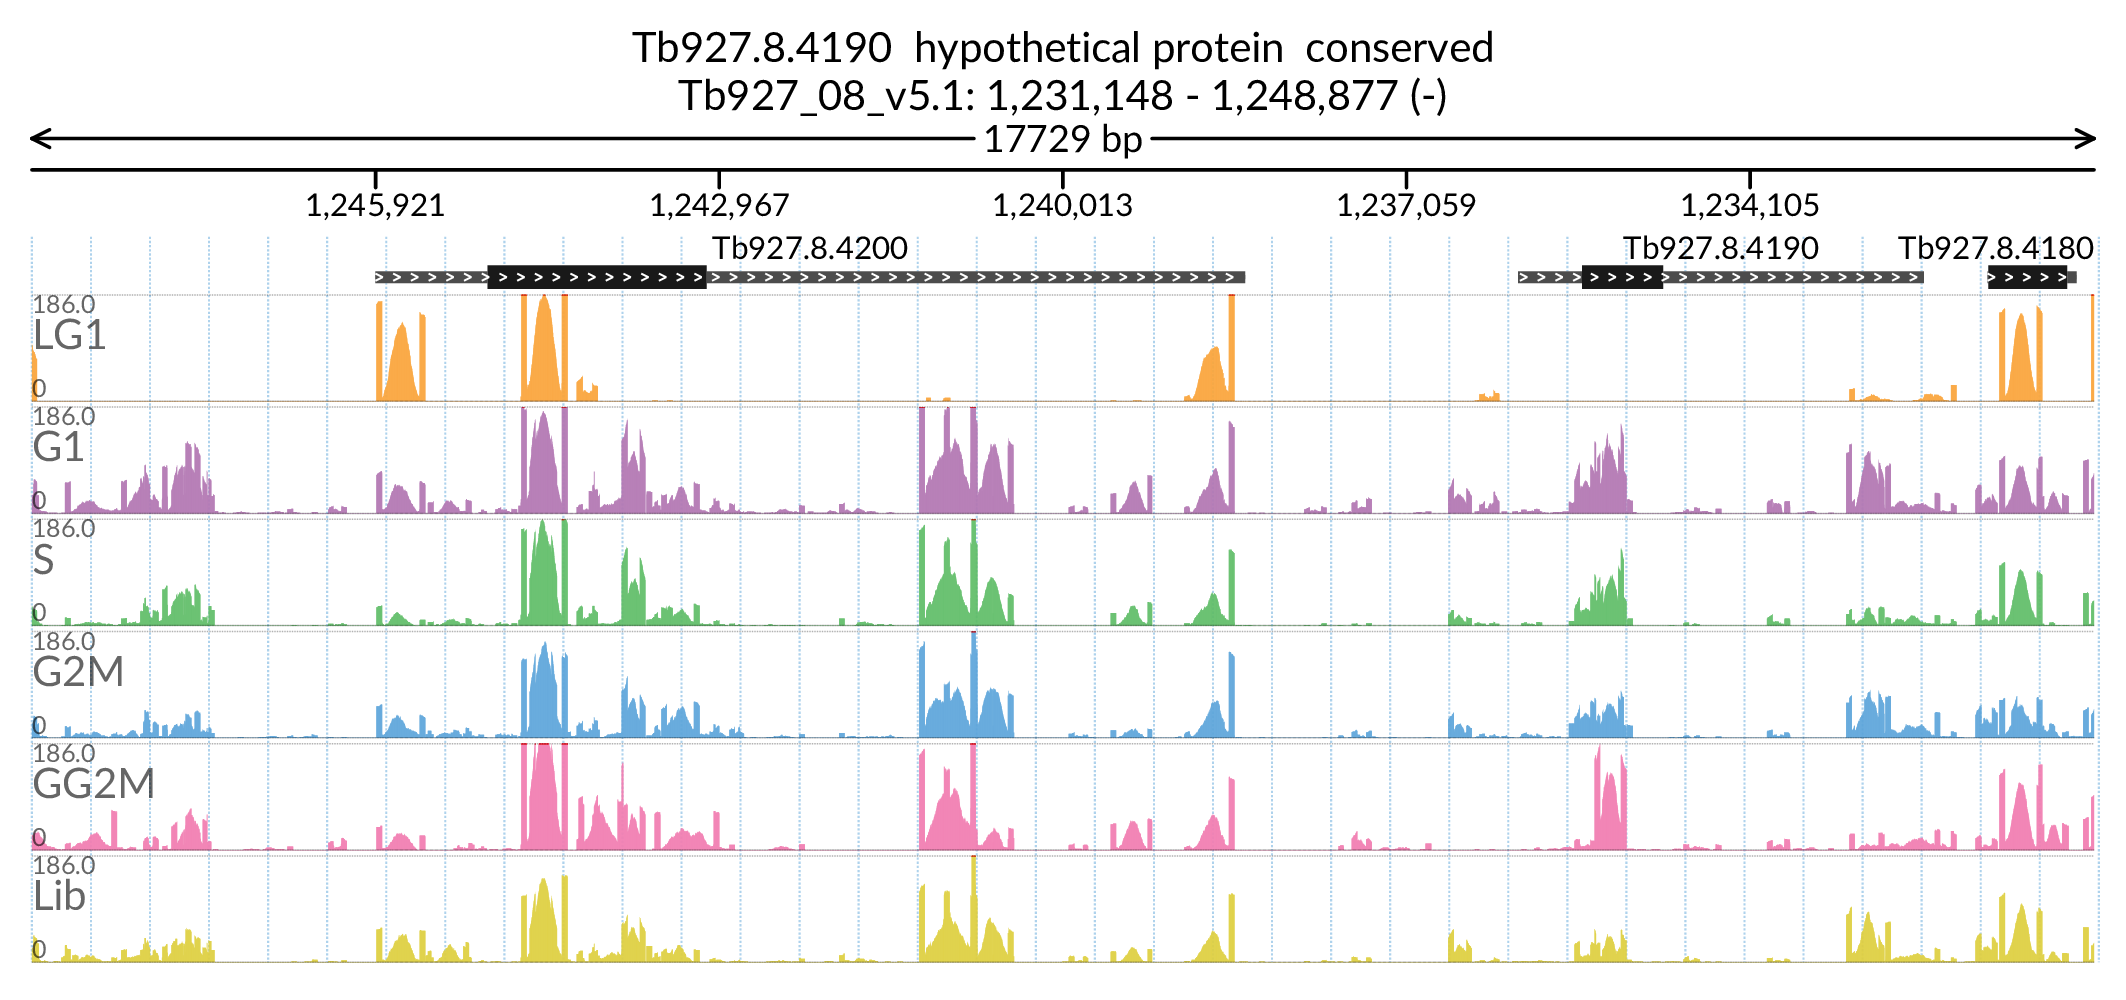 Tb927.8.4190  hypothetical protein  conserved
Tb927_08_v5.1: 1,231,148 - 1,248,877 (-)
17729 bp
1,245,921 1,242,967 1,240,013 1,237,059 1,234,105
Tb927.8.4200 Tb927.8.4190 Tb927.8.4180
186.0
LG1
0
186.0
G1
0
186.0
S
0
186.0
G2M
0
186.0
GG2M
0
186.0
Lib
0